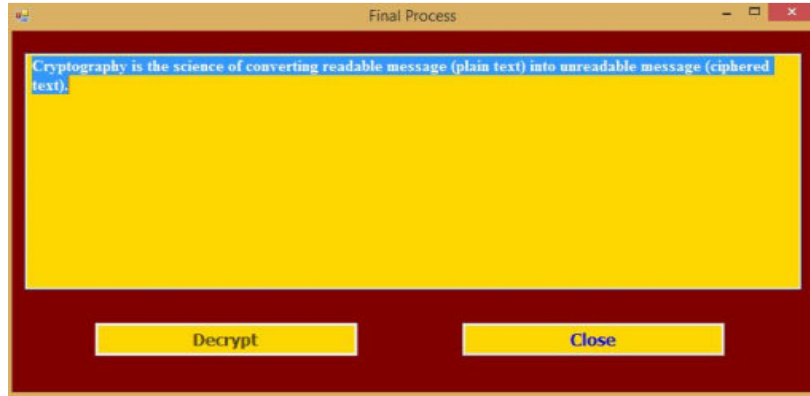 Final Process
Cryptography is the science of converting readable message (plain text) into unreadable message (ciphered
text).
Decrypt
Close